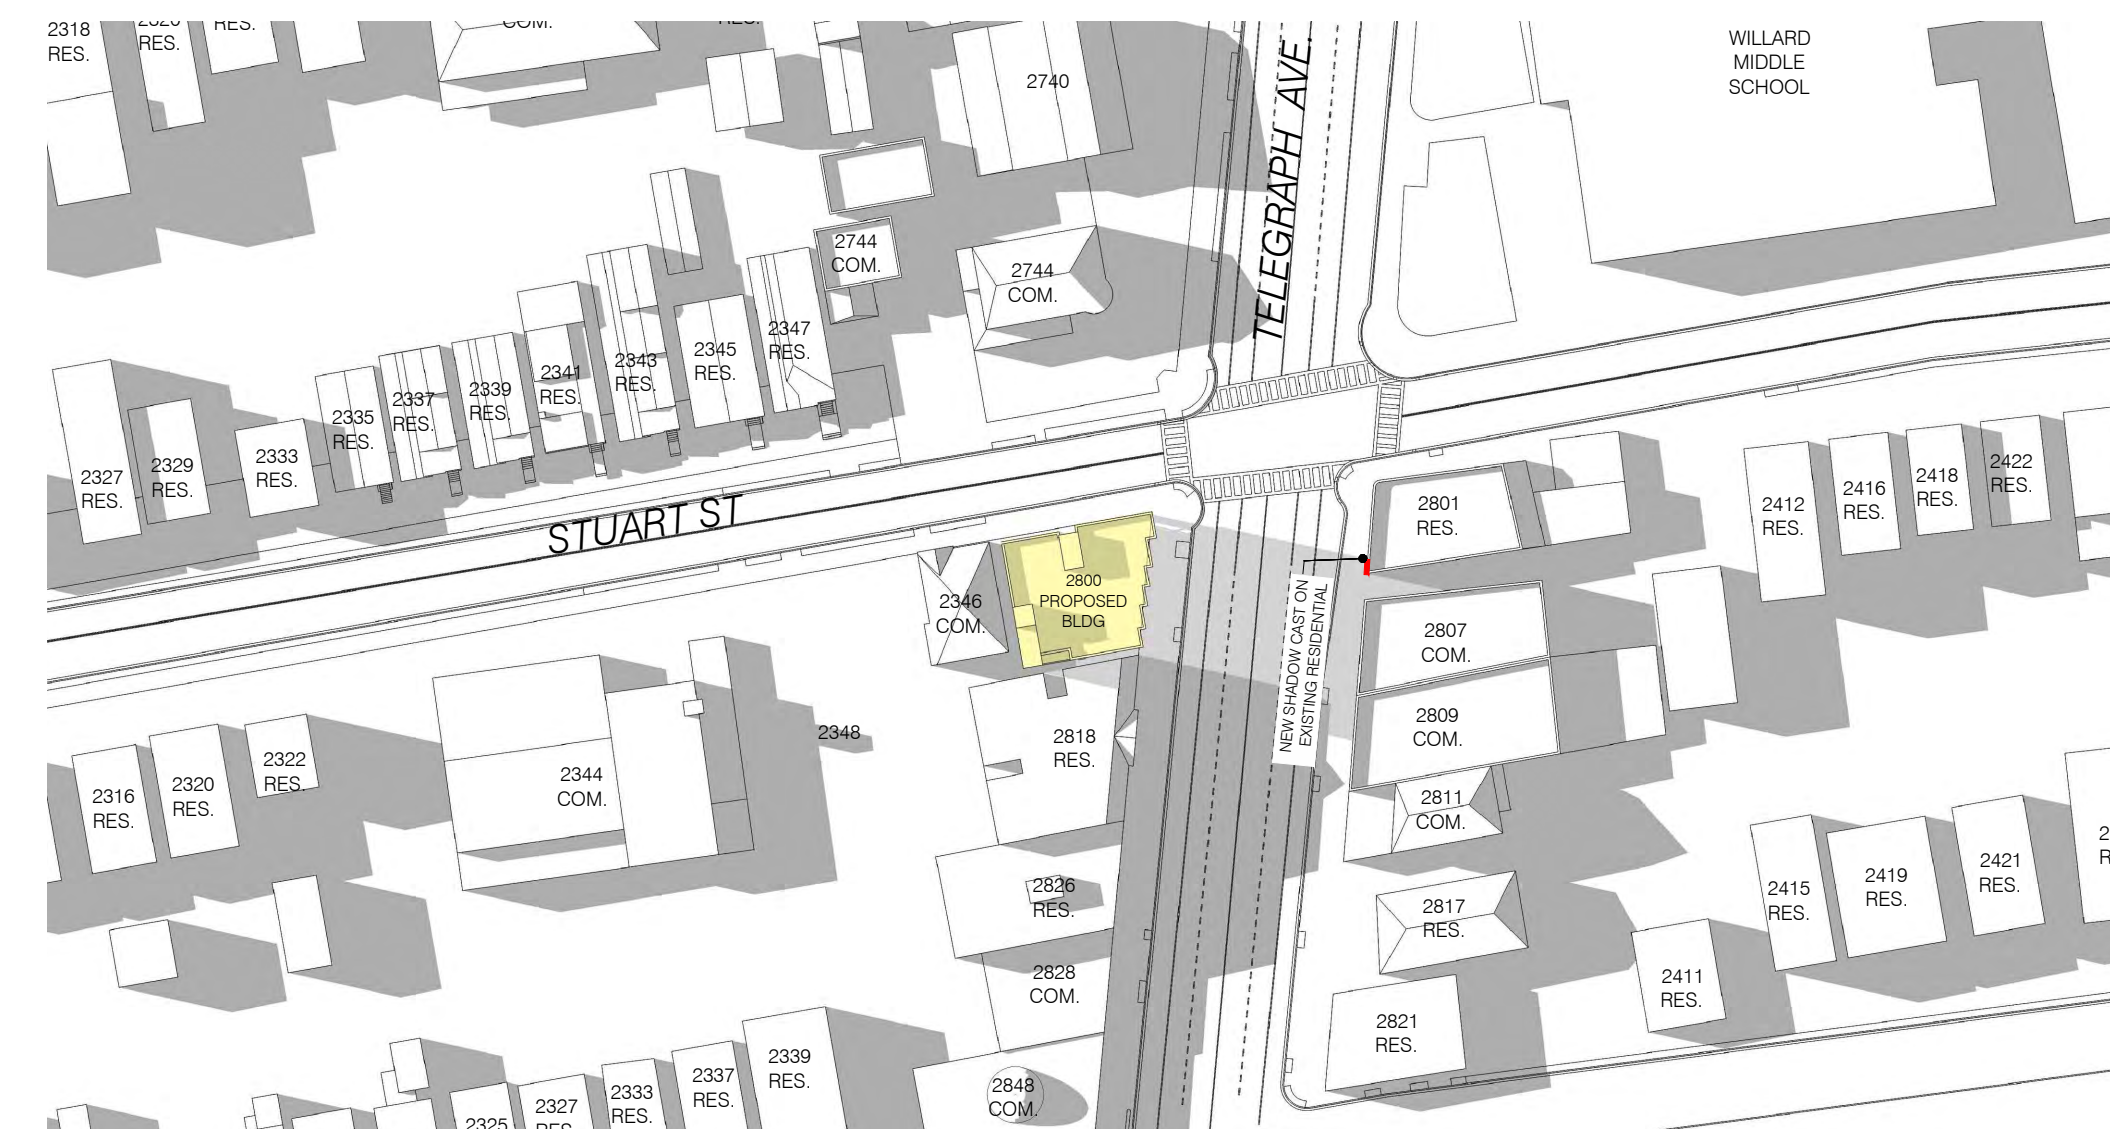 2318
RES.
RES.
RES.
COM.
2740
WILLARD
MIDDLE
SCHOOL
TELEGRAPH AVE.
2744
COM.
2744
COM.
2347
RES.
2345
RES.
2343
RES.
2341
RES.
2339
RES.
2337
RES.
2335
RES.
2333
RES.
2329
RES.
2327
RES.
STUART ST
2801
RES.
2412
RES.
2416
RES.
2418
RES.
2422
RES.
2346
COM.
2800
PROPOSED
BLDG
NEW SHADOW CAST ON
EXISTING RESIDENTIAL
2807
COM.
2809
COM.
2818
RES.
2348
2344
COM.
2322
RES.
2320
RES.
2316
RES.
2811
COM.
2817
RES.
2821
RES.
2826
RES.
2828
COM.
2848
COM.
2415
RES.
2419
RES.
2421
RES.
2411
RES.
2339
RES.
2337
RES.
2333
RES.
2327
RES.
2325